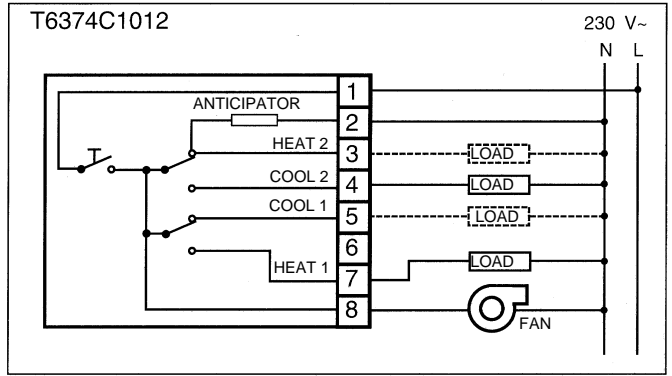 T6374C1012
230 V~
N L
1
ANTICIPATOR
2
HEAT 2
3
LOAD
COOL 2
4
LOAD
COOL 1
5
LOAD
6
T
HEAT 1
7
LOAD
8
FAN